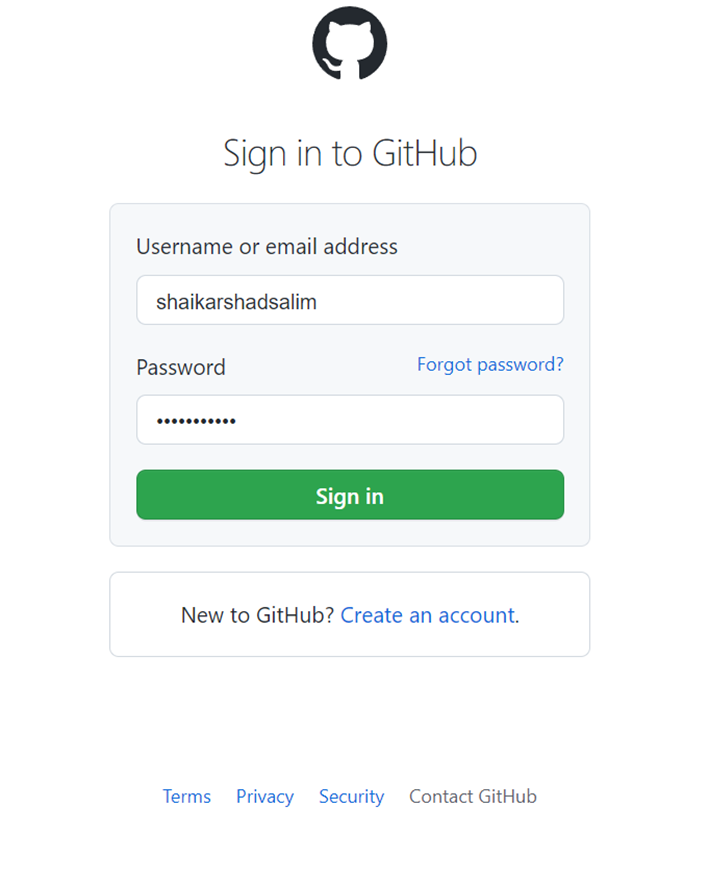 Sign in to GitHub
Username or email address
shaikarshadsalim
Password Forgot password?
•••••••••••
Sign in
New to GitHub? Create an account.
Terms Privacy Security Contact GitHub